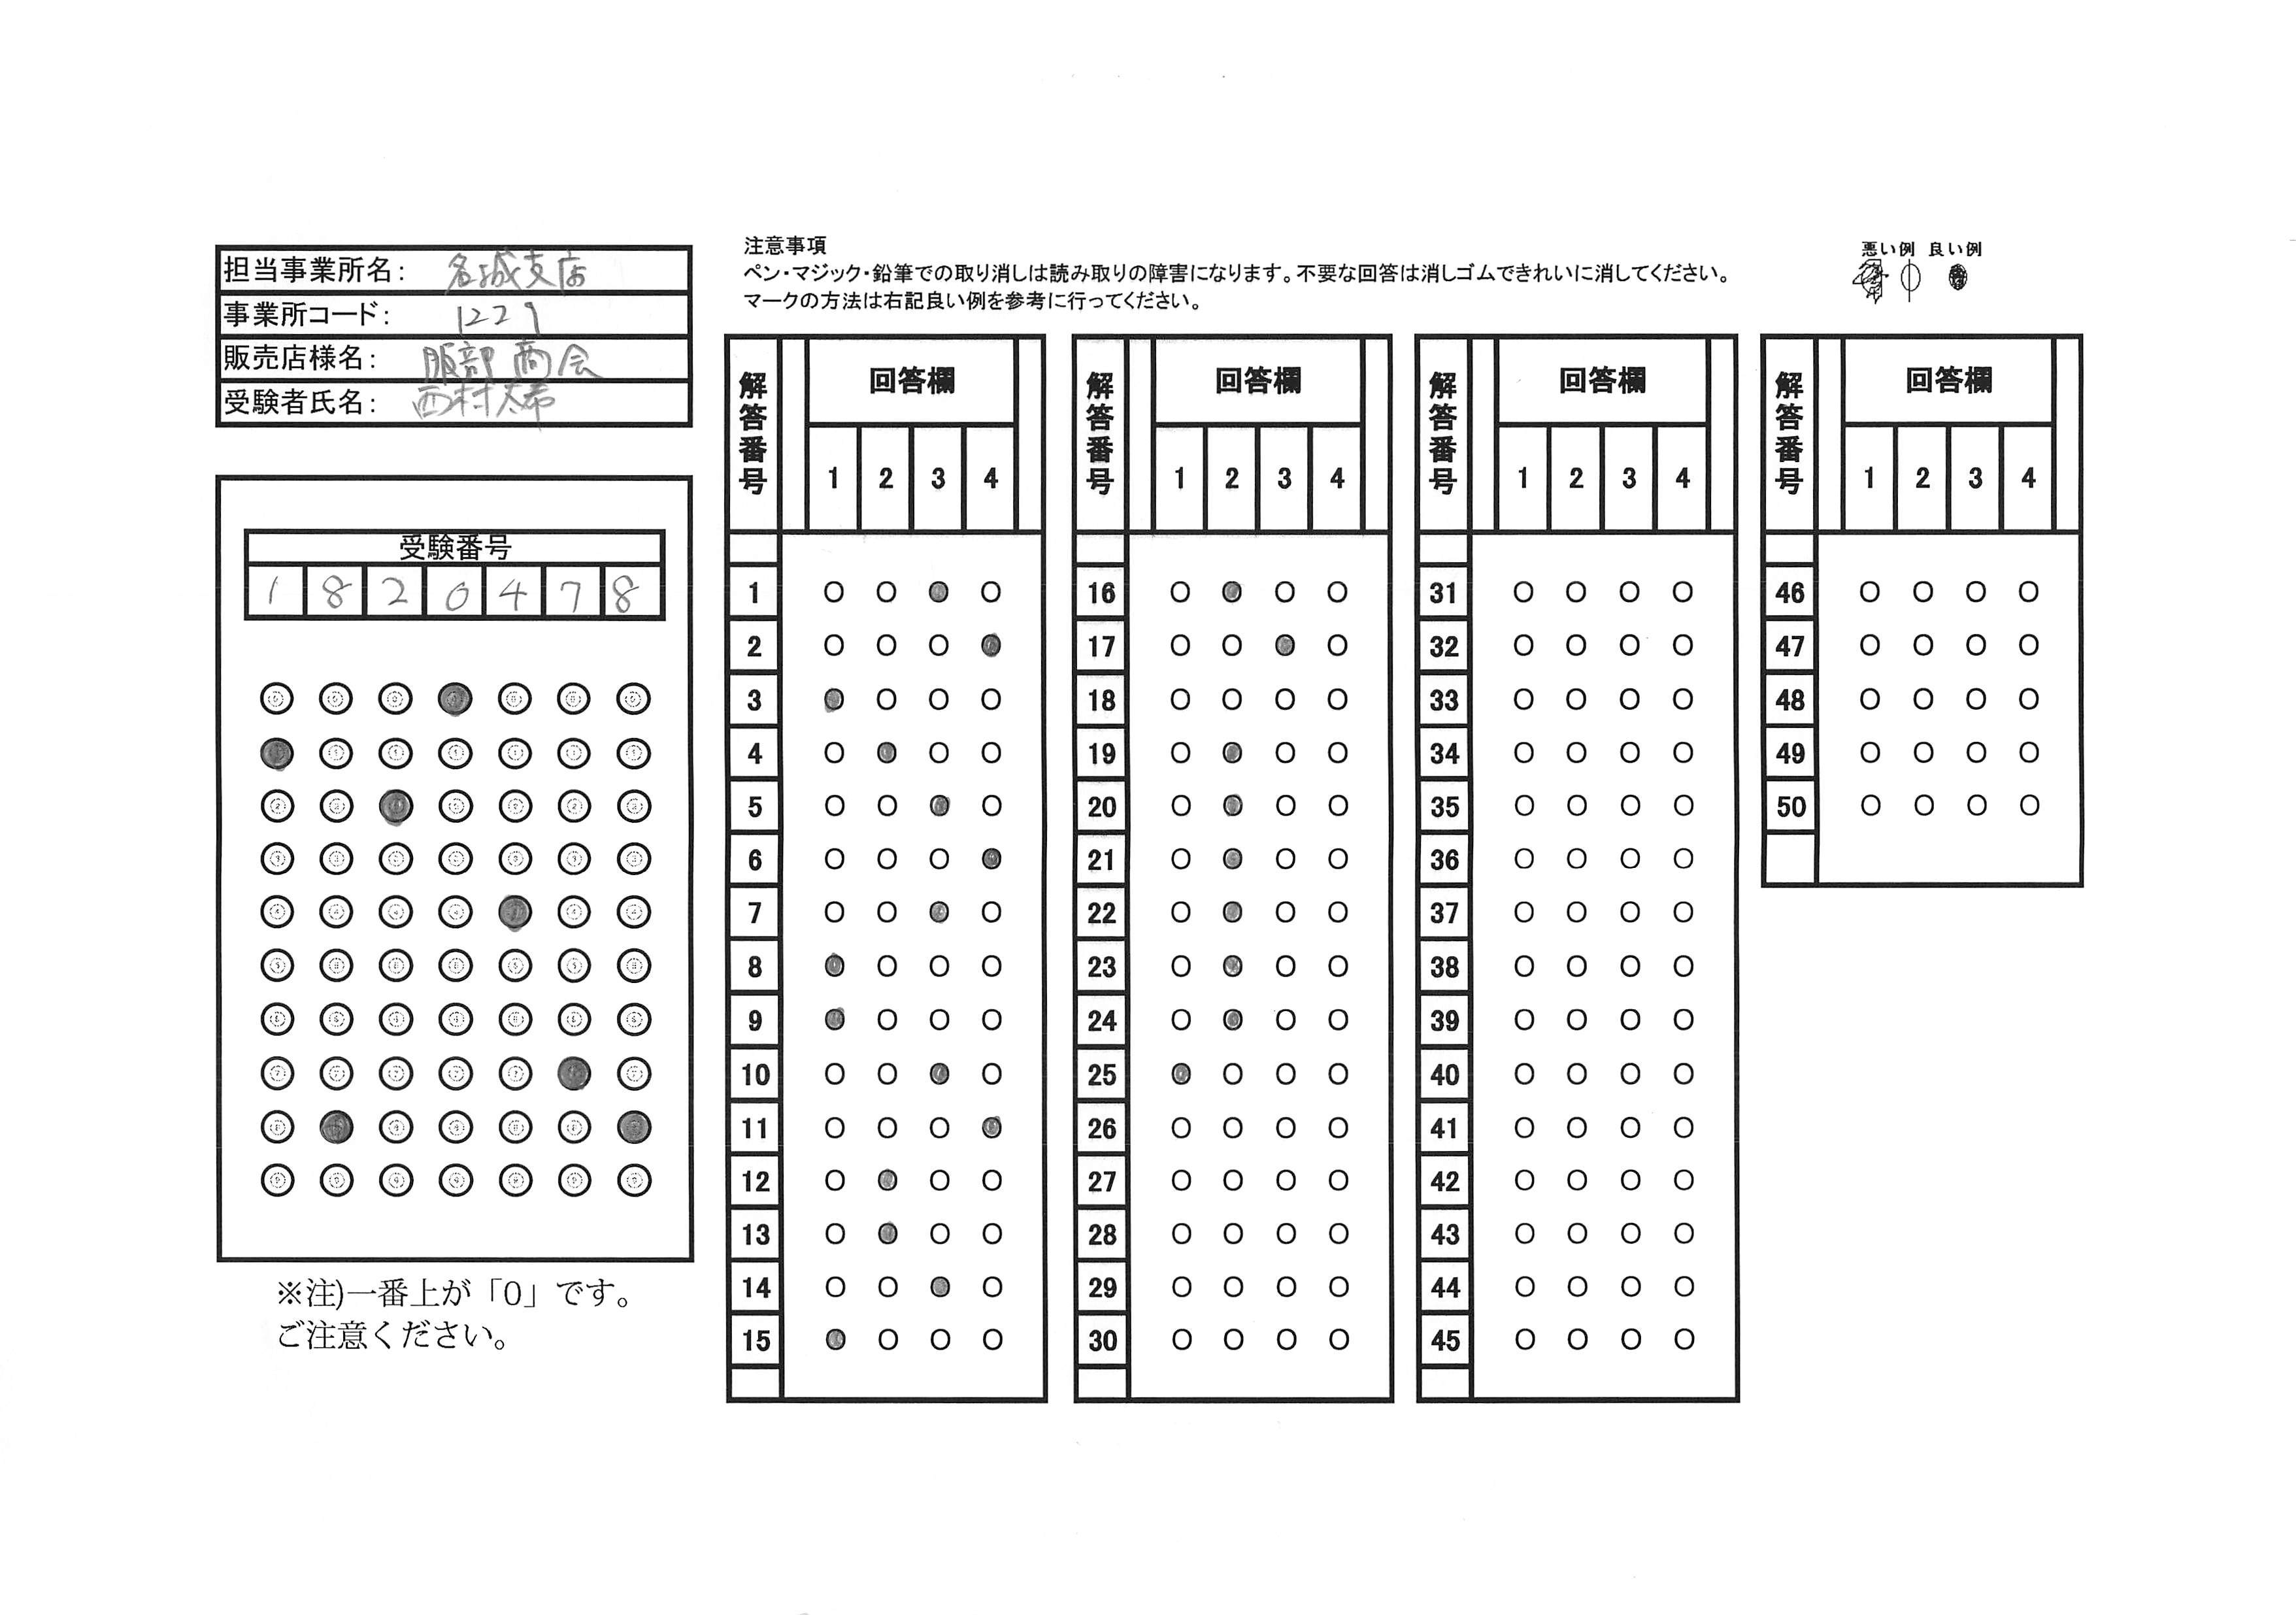 担当事業所名： 名城支店
事業所コード： 1229
販売店様名： 服部商会
受験者氏名： 西村太希
注意事項
ペン・マジック・鉛筆での取り消しは読み取りの障害になります。不要な回答は消しゴムできれいに消してください。
マークの方法は右記良い例を参考に行ってください。
悪い例 良い例
受験番号
1 8 2 0 4 7 8
※注)一番上が「0」です。
ご注意ください。
解答番号 回答欄
1 2 3 4
1
2
3
4
5
6
7
8
9
10
11
12
13
14
15
解答番号 回答欄
1 2 3 4
16
17
18
19
20
21
22
23
24
25
26
27
28
29
30
解答番号 回答欄
1 2 3 4
31
32
33
34
35
36
37
38
39
40
41
42
43
44
45
解答番号 回答欄
1 2 3 4
46
47
48
49
50